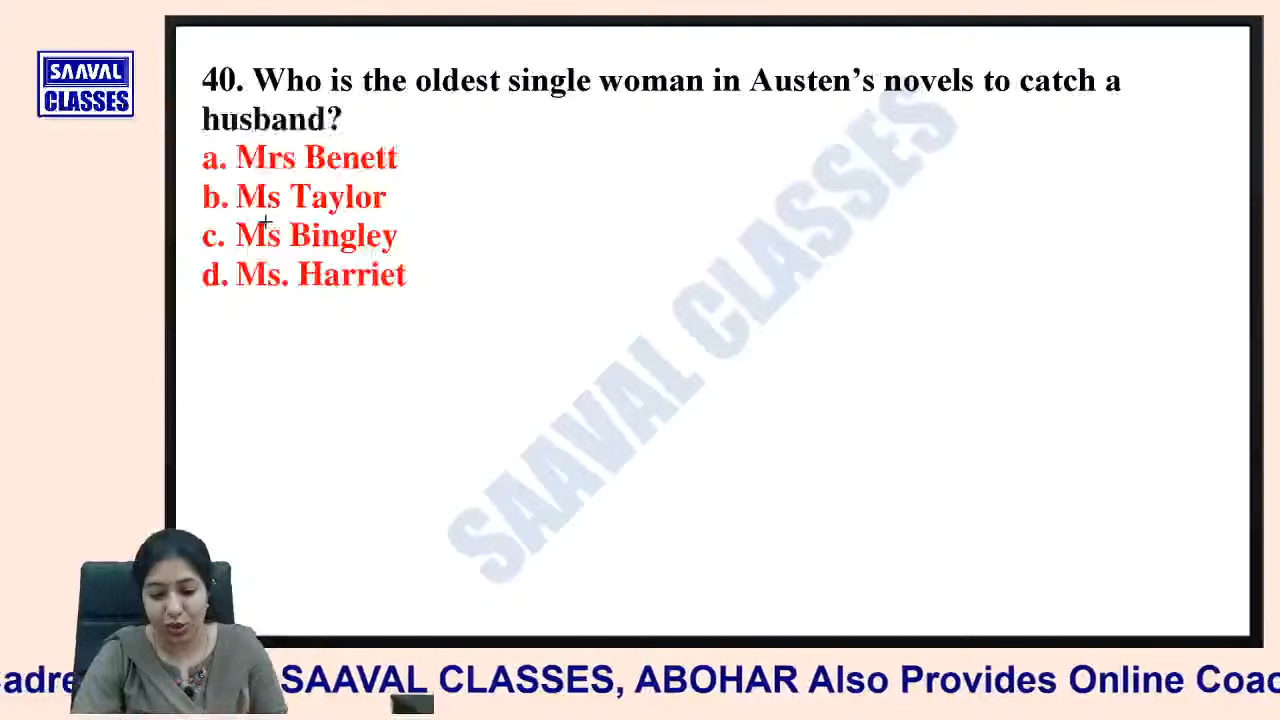 SAAVAL
CLASSES
40. Who is the oldest single woman in Austen’s novels to catch a
husband?
a. Mrs Benett
b. Ms Taylor
c. Ms Bingley
d. Ms. Harriet
SAAVAL CLASSES
SAAVAL CLASSES, ABOHAR Also Provides Online